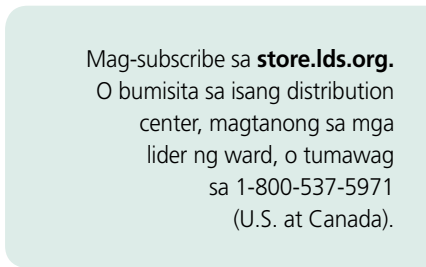 Mag-subscribe sa store.lds.org.
O bumisita sa isang distribution
center, magtanong sa mga
lider ng ward, o tumawag
sa 1-800-537-5971
(U.S. at Canada).